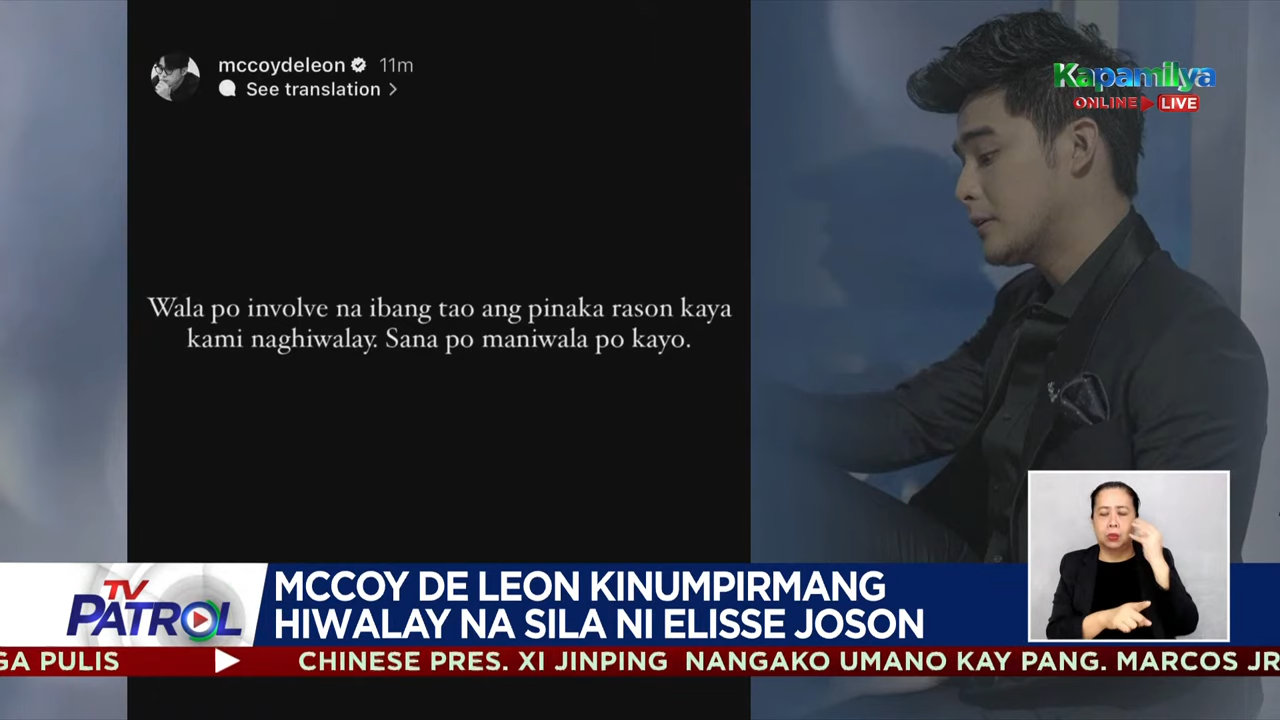 mccoydeleon 11m
See translation >
Kapamilya
ONLINE LIVE
Wala po involve na ibang tao ang pinaka rason kaya
kami naghiwalay. Sana po maniwala po kayo.
TV
PATROL
MCCOY DE LEON KINUMPIRMANG
HIWALAY NA SILA NI ELISSE JOSON
GA PULIS CHINESE PRES. XI JINPING NANGAKO UMANO KAY PANG. MARCOS JR